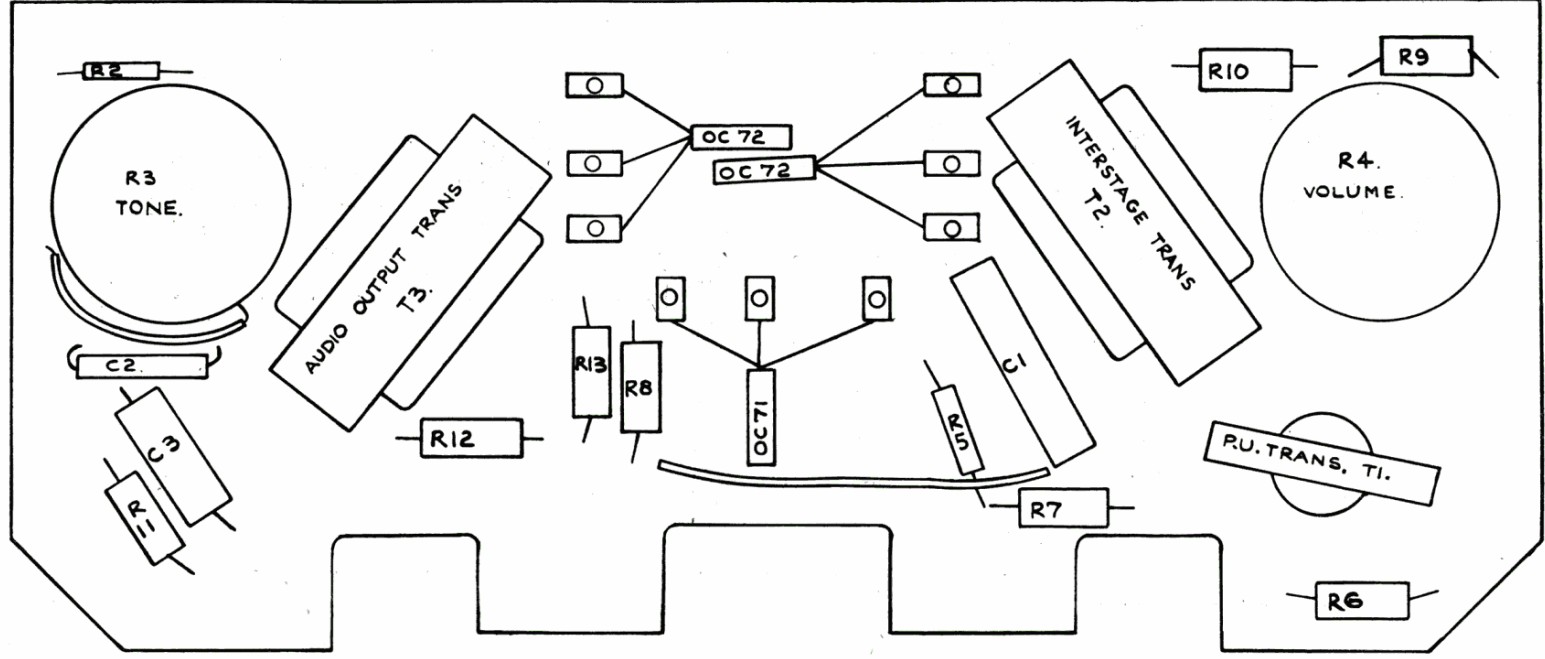 R2
R10
R9
R3
TONE.
AUDIO OUTPUT TRANS
T3.
OC 72
OC 72
INTERSTAGE TRANS
T2.
R4.
VOLUME.
C2.
C3
R11
R12
R13
R8
OC71
R5
C1
R7
P.U. TRANS. T1.
R6